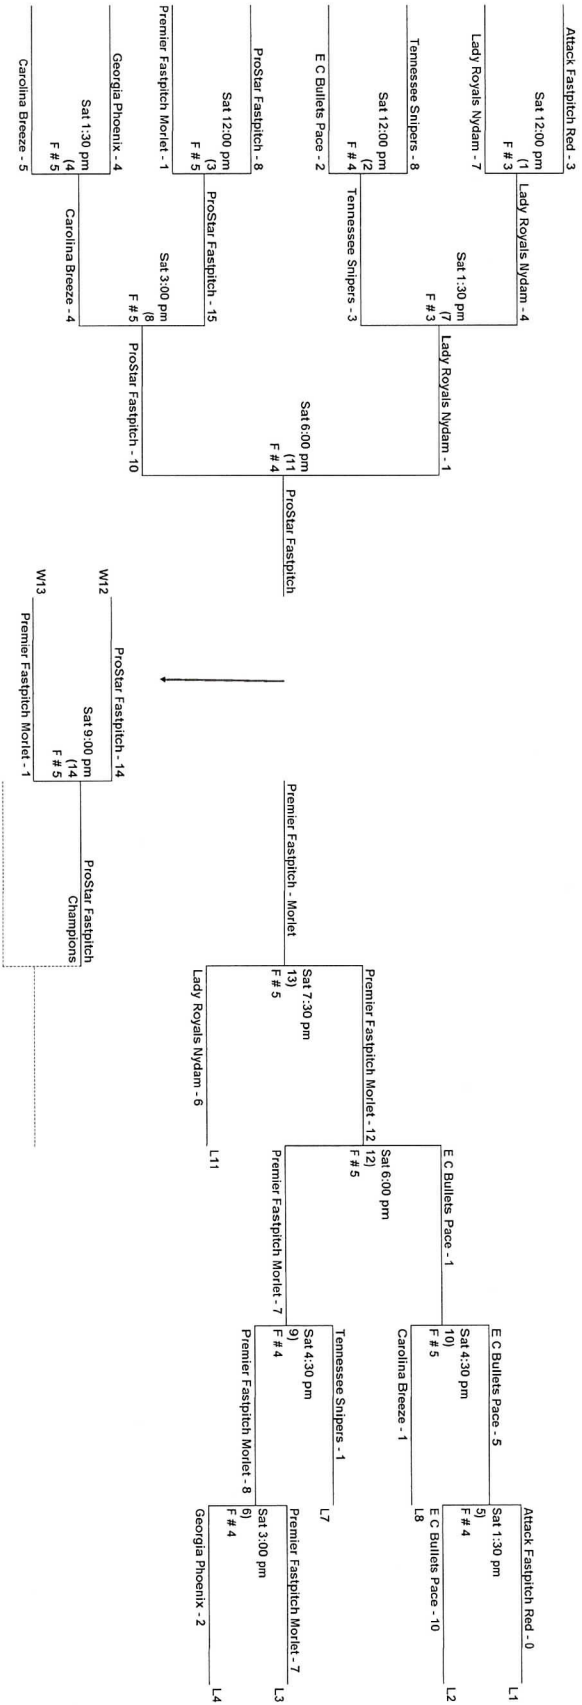 Attack Fastpitch Red - 3
Sat 12:00 pm
(1
F # 3
Lady Royals Nydam - 7
Lady Royals Nydam - 4
Sat 1:30 pm
(7
F # 3
Tennessee Snipers - 8
Sat 12:00 pm
(2
F # 4
E C Bullets Pace - 2
Tennessee Snipers - 3
Lady Royals Nydam - 1
Sat 6:00 pm
(11
F # 4
ProStar Fastpitch
ProStar Fastpitch - 8
Sat 12:00 pm
(3
F # 5
Premier Fastpitch Morlet - 1
ProStar Fastpitch - 15
Sat 3:00 pm
(8
F # 5
Georgia Phoenix - 4
Sat 1:30 pm
(4
F # 5
Carolina Breeze - 5
Carolina Breeze - 4
ProStar Fastpitch - 10
W12
ProStar Fastpitch - 14
Sat 9:00 pm
(14
F # 5
W13
Premier Fastpitch Morlet - 1
ProStar Fastpitch
Champions
Premier Fastpitch - Morlet
Premier Fastpitch Morlet - 12
Sat 7:30 pm
13)
F # 5
Lady Royals Nydam - 6
L11
E C Bullets Pace - 1
Sat 6:00 pm
12)
F # 5
Premier Fastpitch Morlet - 7
E C Bullets Pace - 5
Sat 4:30 pm
10)
F # 5
Carolina Breeze - 1
L8
Tennessee Snipers - 1
L7
Sat 4:30 pm
9)
F # 4
Premier Fastpitch Morlet - 8
Attack Fastpitch Red - 0
L1
Sat 1:30 pm
5)
F # 4
E C Bullets Pace - 10
L2
Premier Fastpitch Morlet - 7
L3
Sat 3:00 pm
6)
F # 4
Georgia Phoenix - 2
L4